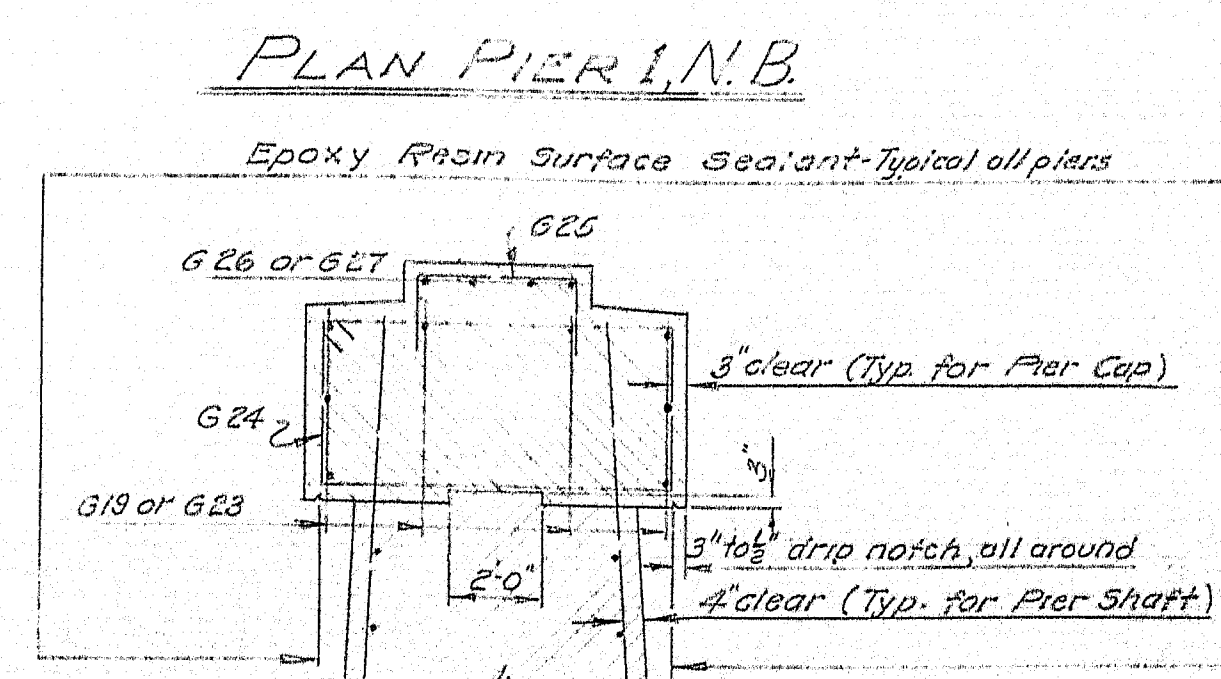 PLAN PIER 1, N.B.
Epoxy Resin Surface Sealant-Typical all piers
G25
G26 or G27
3" clear (Typ. for Pier Cap)
G24
3"
G19 or G23
3" to ½" drip notch, all around
2'-0"
4" clear (Typ. for Pier Shaft)